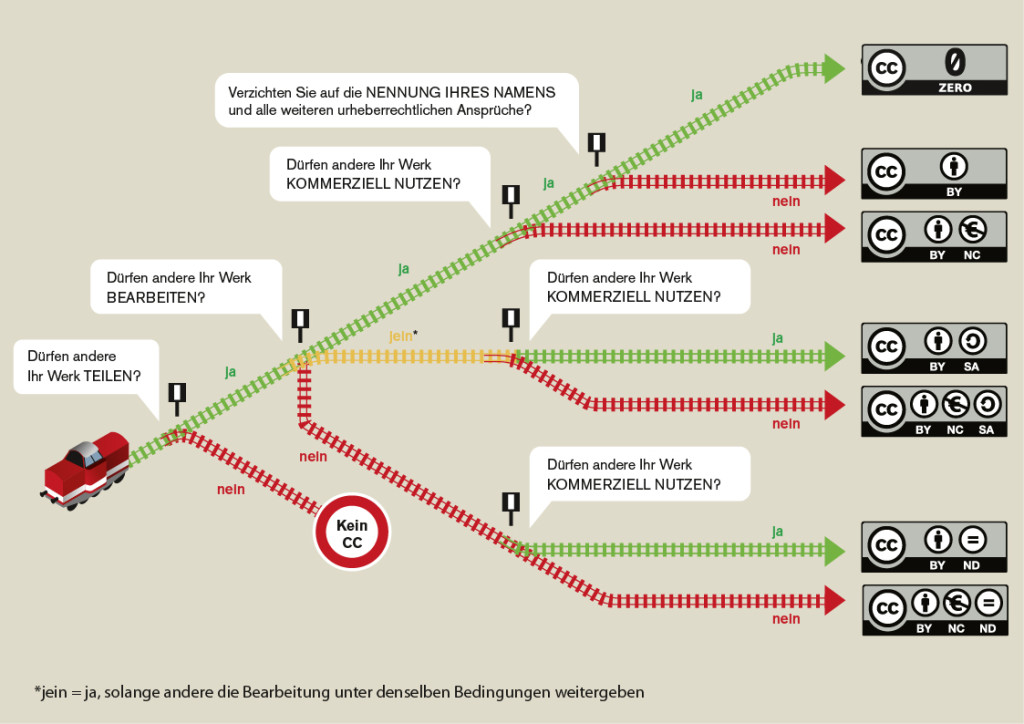 Verzichten Sie auf die NENNUNG IHRES NAMENS
und alle weiteren urheberrechtlichen Ansprüche?
ja
cc
0
ZERO
Dürfen andere Ihr Werk
KOMMERZIELL NUTZEN?
ja
nein
cc
BY
nein
cc
BY NC
Dürfen andere Ihr Werk
BEARBEITEN?
ja
Dürfen andere Ihr Werk
KOMMERZIELL NUTZEN?
jein*
ja
cc
BY SA
nein
cc
BY NC SA
Dürfen andere
Ihr Werk TEILEN?
ja
nein
Kein
CC
nein
Dürfen andere Ihr Werk
KOMMERZIELL NUTZEN?
ja
cc
BY ND
nein
cc
BY NC ND
*jein = ja, solange andere die Bearbeitung unter denselben Bedingungen weitergeben